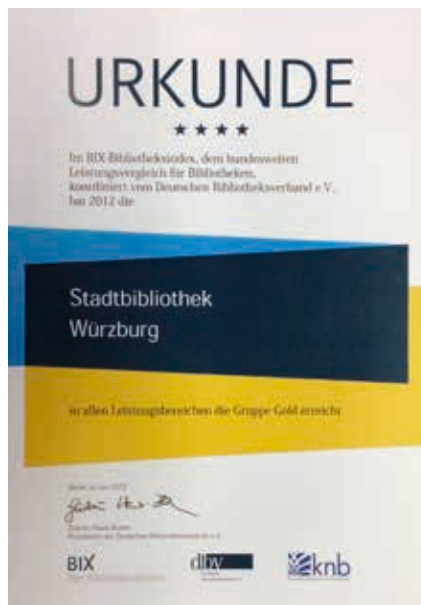 URKUNDE
Im BIX-Bibliotheksindex, dem bundesweiten
Leistungsvergleich für Bibliotheken,
koordiniert vom Deutschen Bibliotheksverband e.V.,
hat 2012 die
Stadtbibliothek
Würzburg
in allen Leistungsbereichen die Gruppe Gold erreicht
BIX
dbv
knb